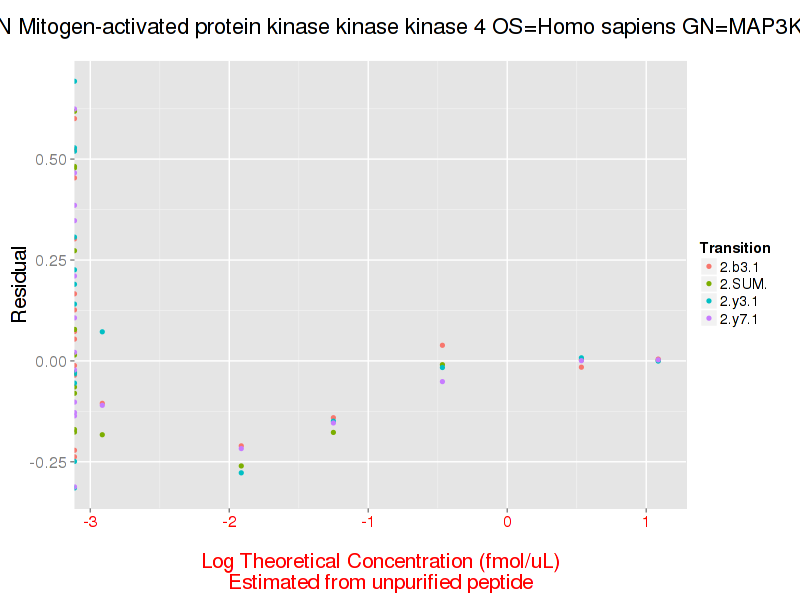 N Mitogen-activated protein kinase kinase kinase 4 OS=Homo sapiens GN=MAP3K
Residual
0.50
0.25
0.00
-0.25
-3 -2 -1 0 1
Log Theoretical Concentration (fmol/uL)
Estimated from unpurified peptide
Transition
2.b3.1
2.SUM.
2.y3.1
2.y7.1